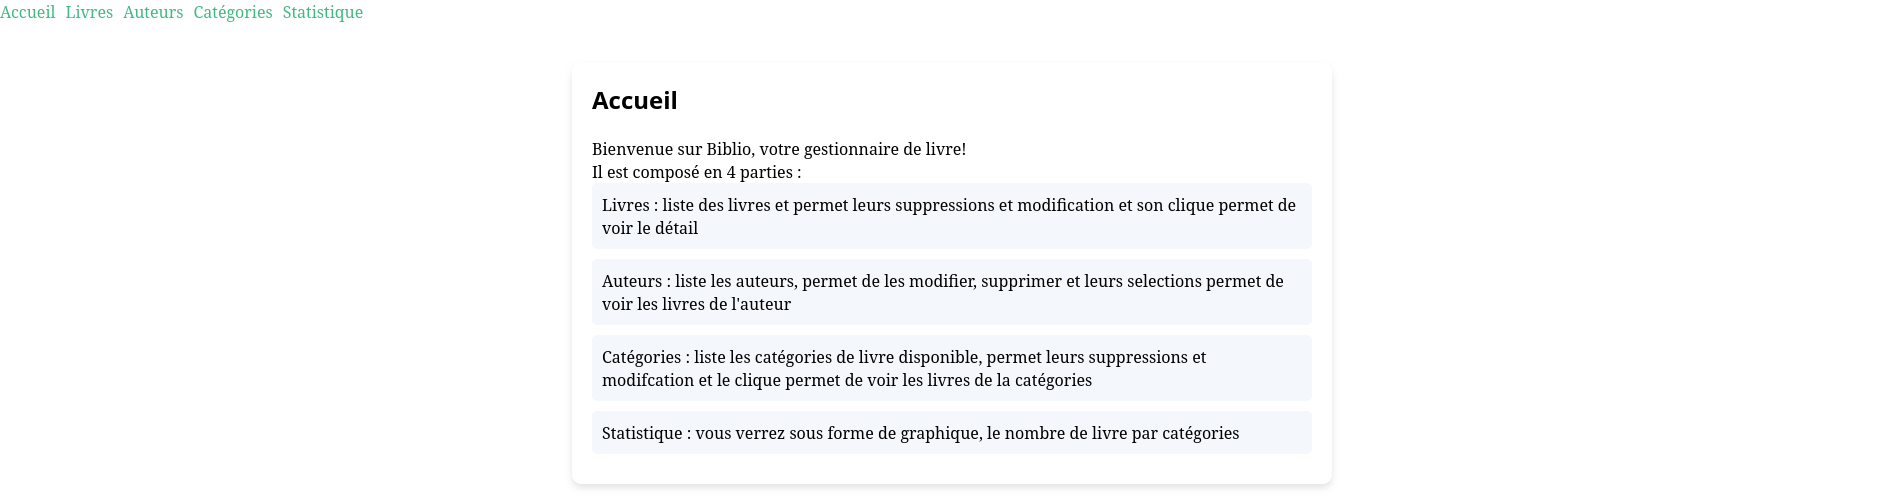 Accueil Livres Auteurs Catégories Statistique
Accueil
Bienvenue sur Biblio, votre gestionnaire de livre!
Il est composé en 4 parties :
Livres : liste des livres et permet leurs suppressions et modification et son clique permet de
voir le détail
Auteurs : liste les auteurs, permet de les modifier, supprimer et leurs selections permet de
voir les livres de l'auteur
Catégories : liste les catégories de livre disponible, permet leurs suppressions et
modifcation et le clique permet de voir les livres de la catégories
Statistique : vous verrez sous forme de graphique, le nombre de livre par catégories